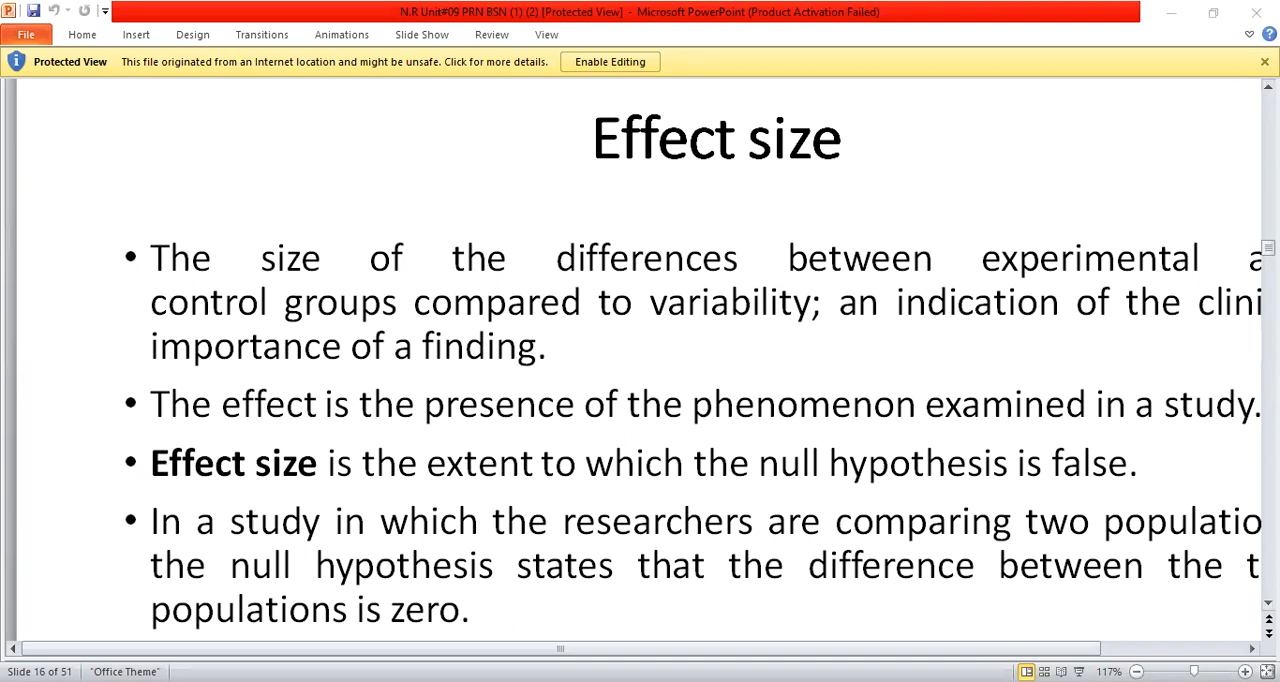 N.R Unit#09 PRN BSN (1) (2) [Protected View] - Microsoft PowerPoint (Product Activation Failed)
File Home Insert Design Transitions Animations Slide Show Review View
Protected View This file originated from an Internet location and might be unsafe. Click for more details. Enable Editing
Effect size
• The size of the differences between experimental a
control groups compared to variability; an indication of the clini
importance of a finding.
• The effect is the presence of the phenomenon examined in a study.
• Effect size is the extent to which the null hypothesis is false.
• In a study in which the researchers are comparing two populatio
the null hypothesis states that the difference between the t
populations is zero.
Slide 16 of 51 "Office Theme" 117%